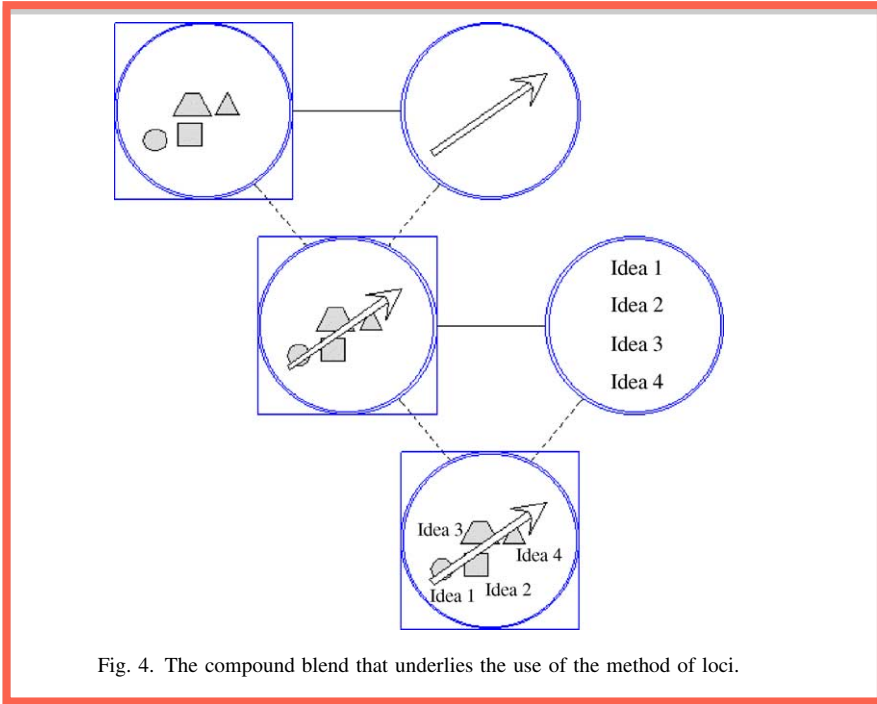 Idea 1
Idea 2
Idea 3
Idea 4
Idea 3
Idea 4
Idea 1
Idea 2
Fig. 4. The compound blend that underlies the use of the method of loci.